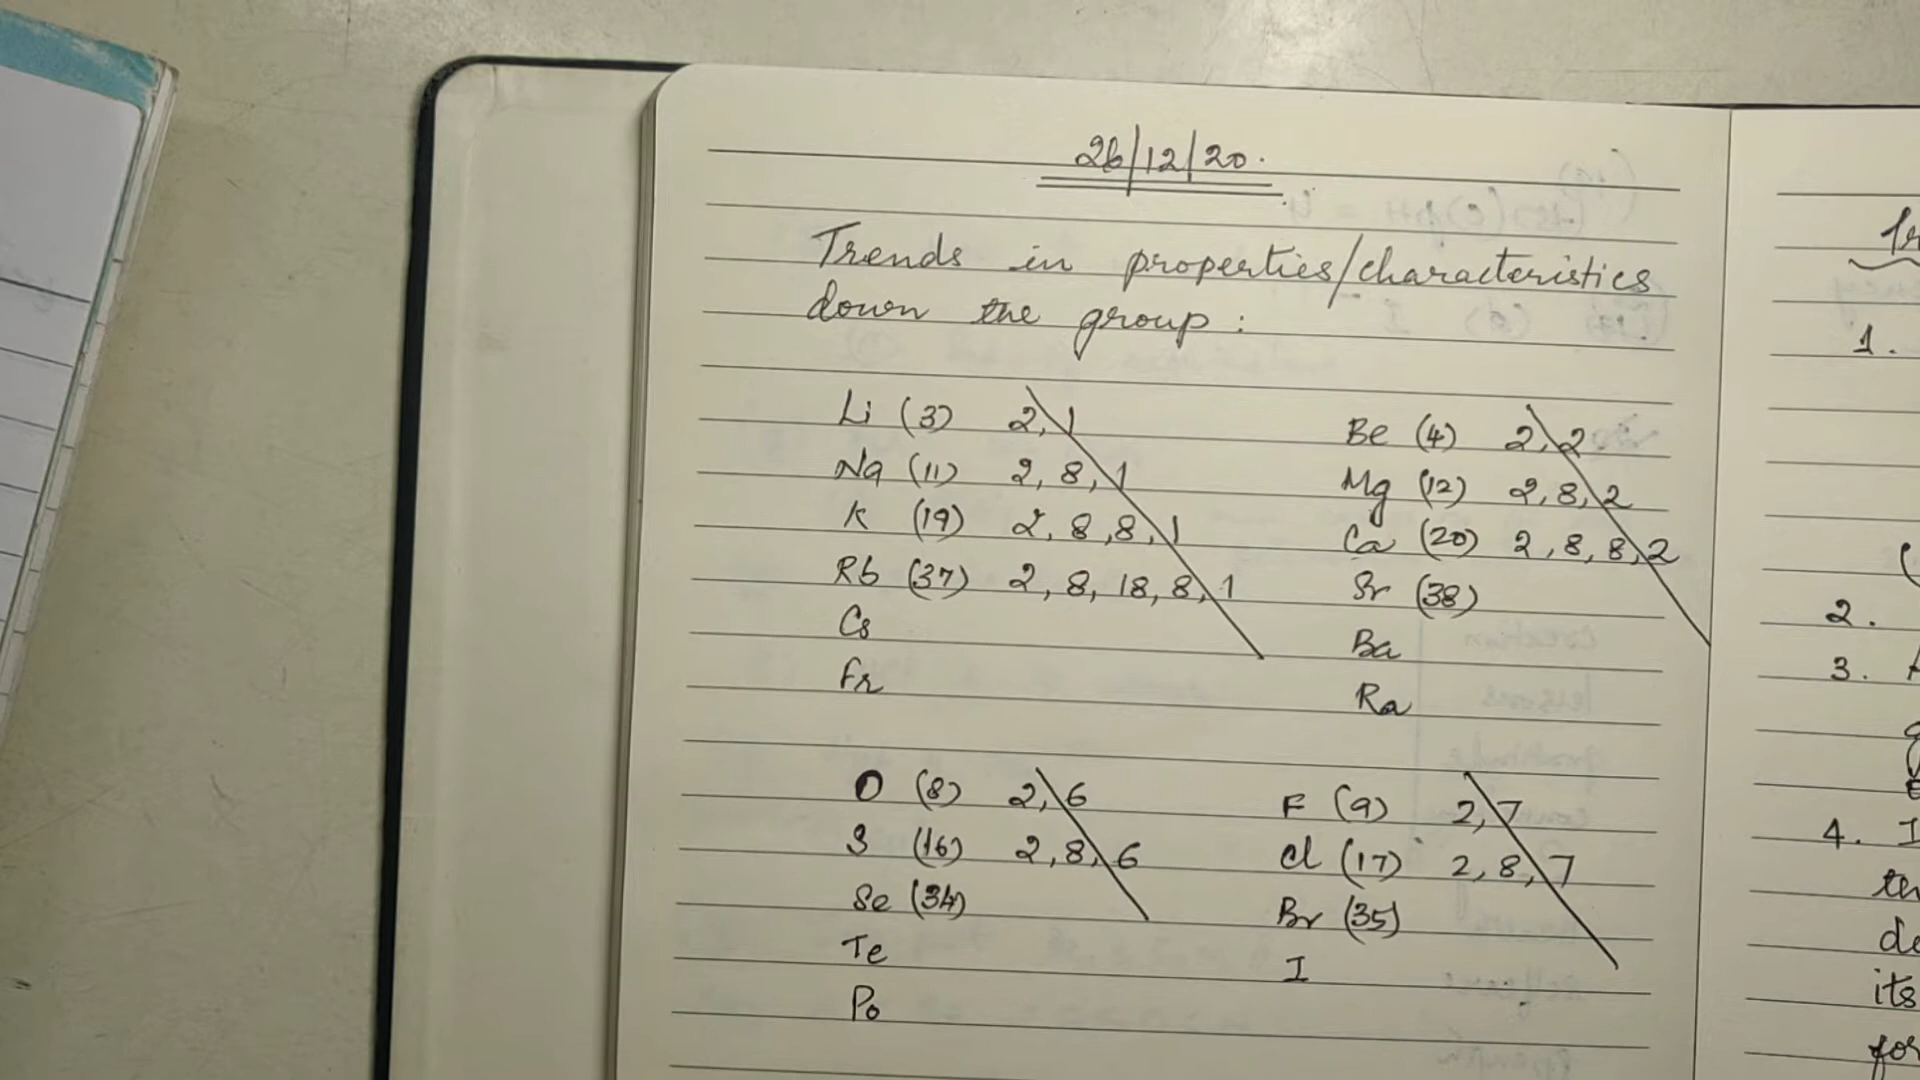 26/12/20.
Trends in properties/characteristics
down the group :
Li (3) 2, 1
Na (11) 2, 8, 1
K (19) 2, 8, 8, 1
Rb (37) 2, 8, 18, 8, 1
Cs
Fr
Be (4) 2, 2
Mg (12) 2, 8, 2
Ca (20) 2, 8, 8, 2
Sr (38)
Ba
Ra
O (8) 2, 6
S (16) 2, 8, 6
Se (34)
Te
Po
F (9) 2, 7
Cl (17) 2, 8, 7
Br (35)
I
1.
2.
3.
4. I
its
for